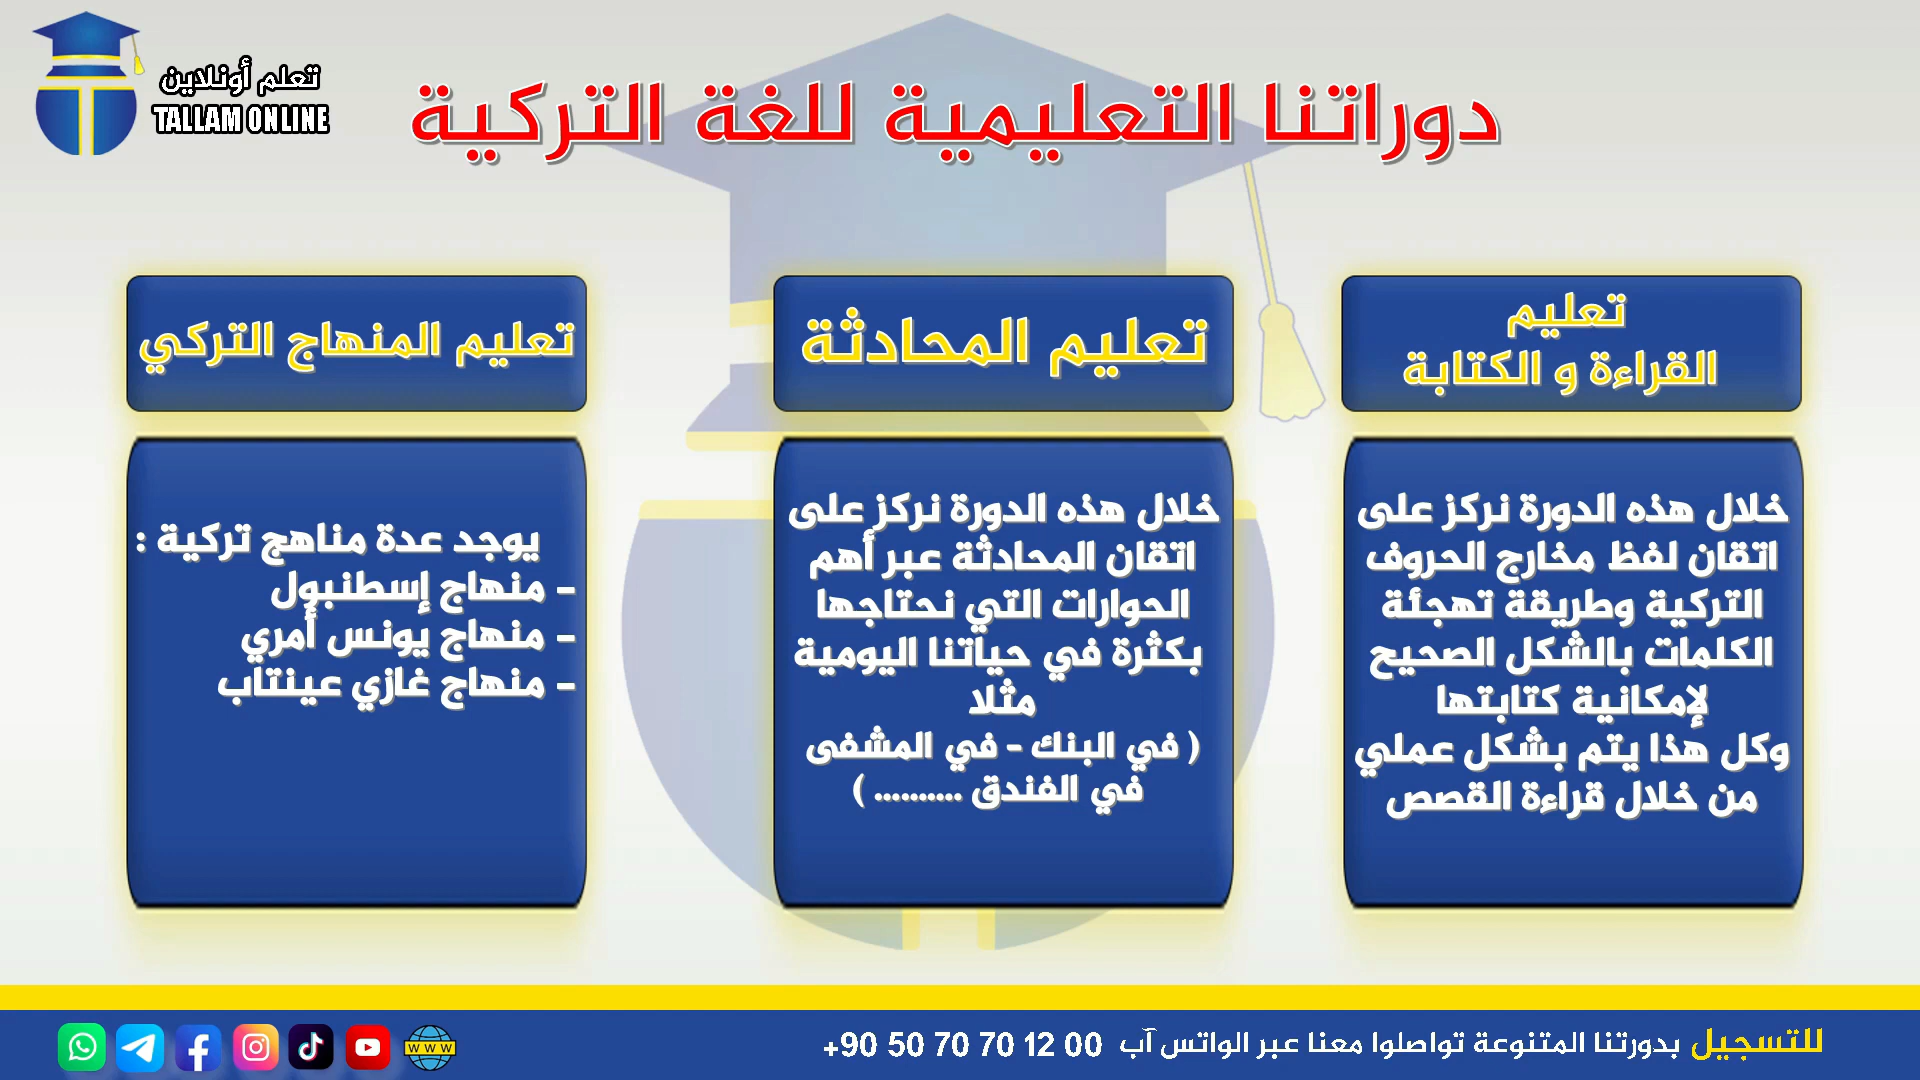 تعلم أونلاين
TALLAM ONLINE
دوراتنا التعليمية للغة التركية
تعليم
القراءة و الكتابة
خلال هذه الدورة نركز على
اتقان لفظ مخارج الحروف
التركية وطريقة تهجئة
الكلمات بالشكل الصحيح
لإمكانية كتابتها
وكل هذا يتم بشكل عملي
من خلال قراءة القصص
تعليم المحادثة
خلال هذه الدورة نركز على
اتقان المحادثة عبر أهم
الحوارات التي نحتاجها
بكثرة في حياتنا اليومية
مثلا
( في البنك - في المشفى
في الفندق .......... )
تعليم المنهاج التركي
يوجد عدة مناهج تركية :
- منهاج إسطنبول
- منهاج يونس أمري
- منهاج غازي عينتاب
للتسجيل بدورتنا المتنوعة تواصلوا معنا عبر الواتس آب +90 50 70 70 12 00
WWW